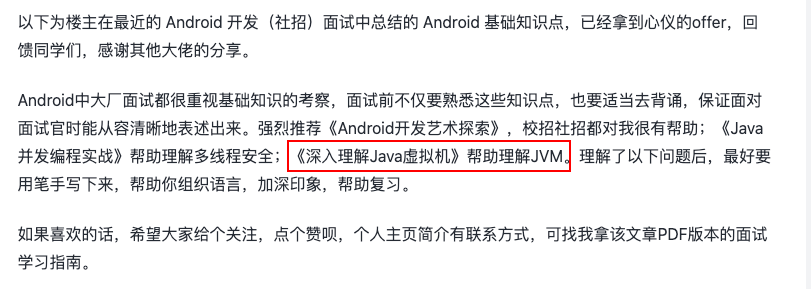 以下为楼主在最近的 Android 开发（社招）面试中总结的 Android 基础知识点，已经拿到心仪的offer，回
馈同学们，感谢其他大佬的分享。
Android中大厂面试都很重视基础知识的考察，面试前不仅要熟悉这些知识点，也要适当去背诵，保证面对
面试官时能从容清晰地表述出来。强烈推荐《Android开发艺术探索》，校招社招都对我很有帮助；《Java
并发编程实战》帮助理解多线程安全；《深入理解Java虚拟机》帮助理解JVM。理解了以下问题后，最好要
用笔手写下来，帮助你组织语言，加深印象，帮助复习。
如果喜欢的话，希望大家给个关注，点个赞呗，个人主页简介有联系方式，可找我拿该文章PDF版本的面试
学习指南。